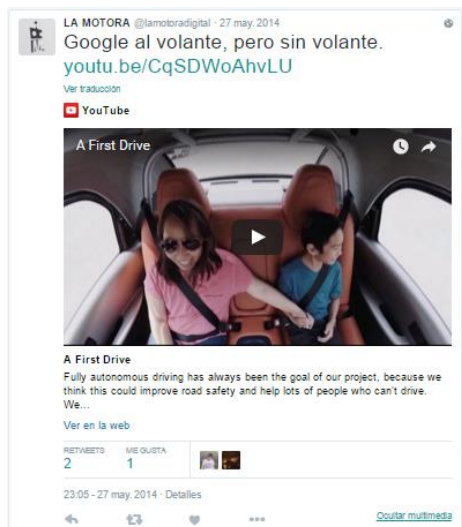 LA MOTORA @lamotoradigital · 27 may. 2014
Google al volante, pero sin volante.
youtu.be/CqSDWoAhvLU
Ver traducción
YouTube
A First Drive
A First Drive
Fully autonomous driving has always been the goal of our project, because we
think this could improve road safety and help lots of people who can't drive.
We...
Ver en la web
RETWEETS ME GUSTA
2 1
23:05 - 27 may. 2014 · Detalles
Ocultar multimedia